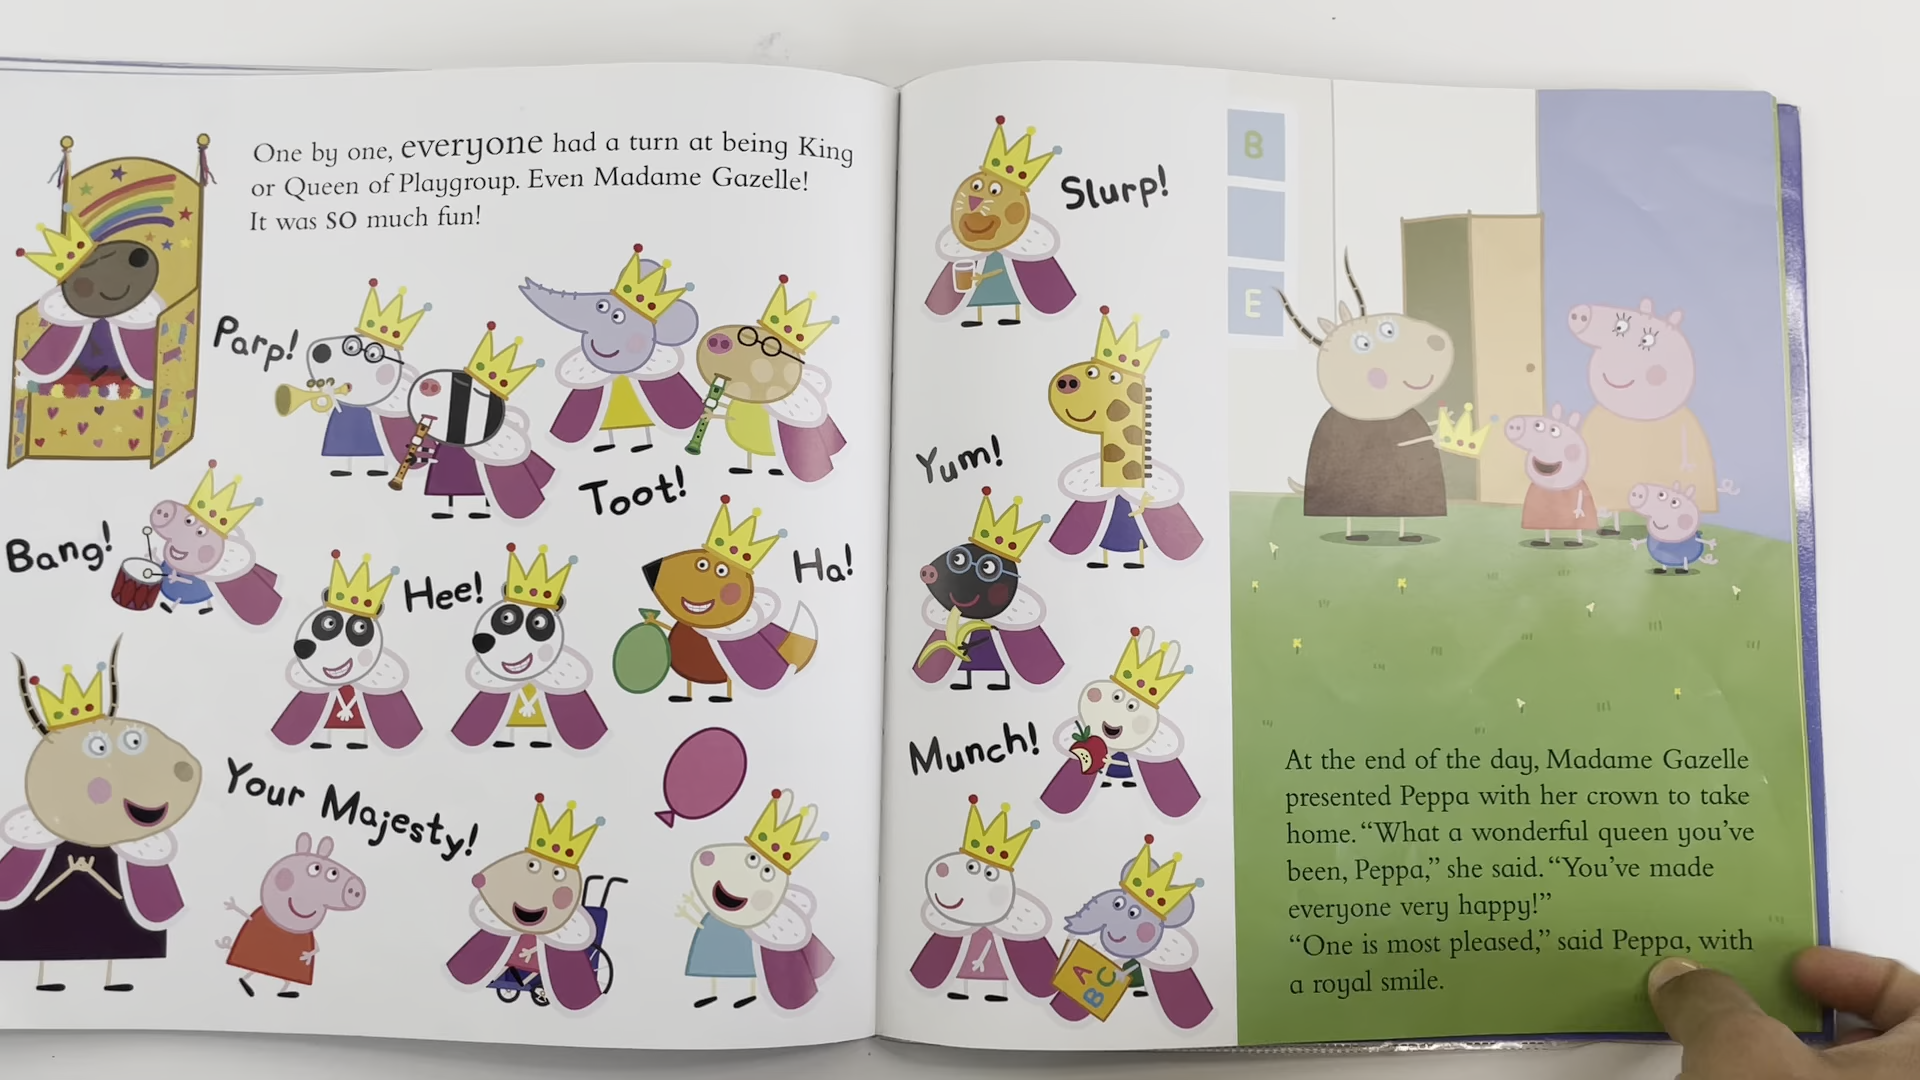 One by one, everyone had a turn at being King
or Queen of Playgroup. Even Madame Gazelle!
It was SO much fun!
Parp!
Toot!
Bang!
Hee!
Ha!
Your Majesty!
Slurp!
Yum!
Munch!
A
B C
B
E
At the end of the day, Madame Gazelle
presented Peppa with her crown to take
home. “What a wonderful queen you’ve
been, Peppa,” she said. “You’ve made
everyone very happy!”
“One is most pleased,” said Peppa, with
a royal smile.